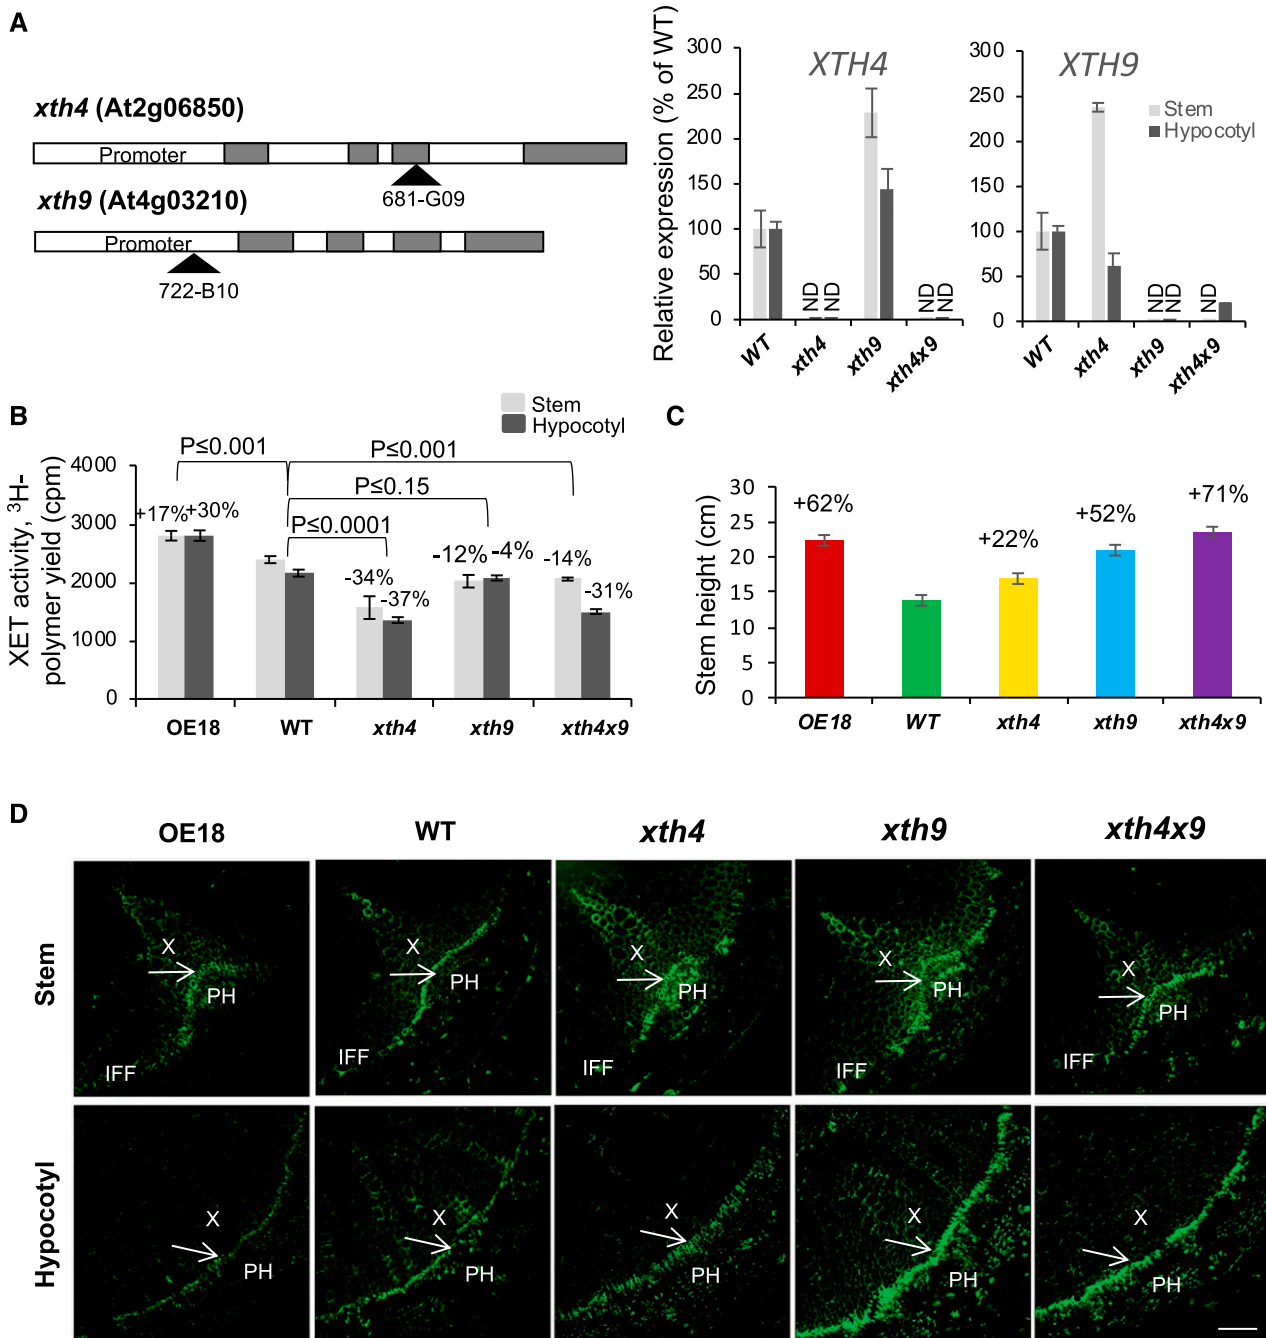 A
xth4 (At2g06850)
Promoter
681-G09
xth9 (At4g03210)
Promoter
722-B10
Relative expression (% of WT)
300
250
200
150
100
50
0
XTH4
WT
ND
ND
xth4
xth9
ND
ND
xth4x9
300
250
200
150
100
50
0
XTH9
Stem
Hypocotyl
WT
xth4
ND
ND
xth9
ND
xth4x9
B
Stem
Hypocotyl
XET activity, ³H-
polymer yield (cpm)
4000
3000
2000
1000
0
P≤0.001
P≤0.001
P≤0.15
P≤0.0001
+17% +30%
-34%
-37%
-12% -4%
-14%
-31%
OE18 WT xth4 xth9 xth4x9
C
Stem height (cm)
30
25
20
15
10
5
0
+62%
+22%
+52%
+71%
OE18 WT xth4 xth9 xth4x9
D
OE18 WT xth4 xth9 xth4x9
Stem
X
PH
IFF
X
PH
IFF
X
PH
IFF
X
PH
IFF
X
PH
IFF
Hypocotyl
X
PH
X
PH
X
PH
X
PH
X
PH